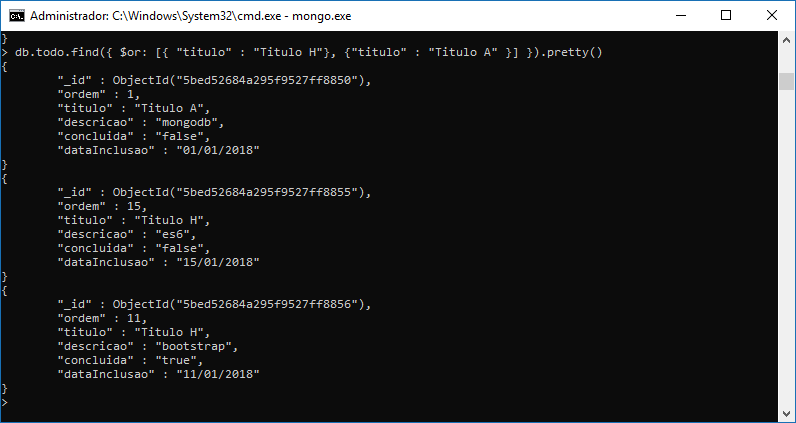 Administrador: C:\Windows\System32\cmd.exe - mongo.exe
}
> db.todo.find({ $or: [{ "titulo" : "Titulo H"}, {"titulo" : "Titulo A" }] }).pretty()
{
        "_id" : ObjectId("5bed52684a295f9527ff8850"),
        "ordem" : 1,
        "titulo" : "Titulo A",
        "descricao" : "mongodb",
        "concluida" : "false",
        "dataInclusao" : "01/01/2018"
}
{
        "_id" : ObjectId("5bed52684a295f9527ff8855"),
        "ordem" : 15,
        "titulo" : "Titulo H",
        "descricao" : "es6",
        "concluida" : "false",
        "dataInclusao" : "15/01/2018"
}
{
        "_id" : ObjectId("5bed52684a295f9527ff8856"),
        "ordem" : 11,
        "titulo" : "Titulo H",
        "descricao" : "bootstrap",
        "concluida" : "true",
        "dataInclusao" : "11/01/2018"
}
>